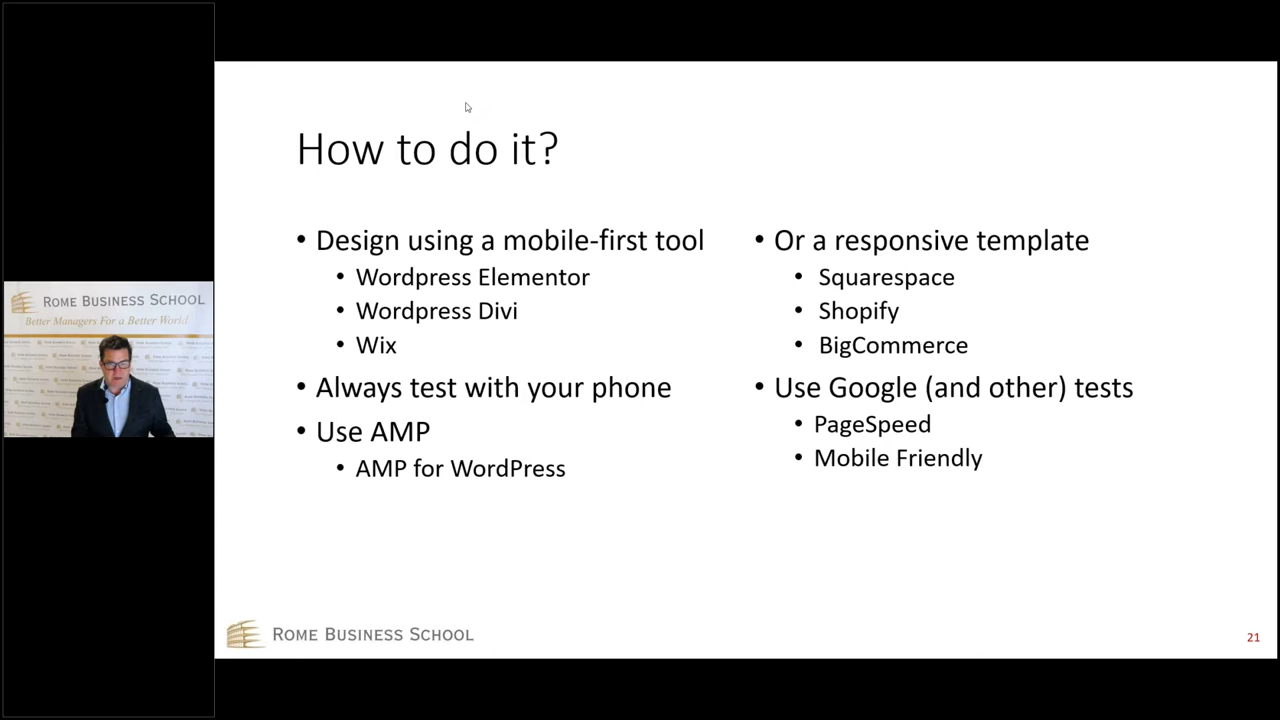 How to do it?
• Design using a mobile-first tool
• Wordpress Elementor
• Wordpress Divi
• Wix
• Always test with your phone
• Use AMP
• AMP for WordPress
• Or a responsive template
• Squarespace
• Shopify
• BigCommerce
• Use Google (and other) tests
• PageSpeed
• Mobile Friendly
ROME BUSINESS SCHOOL
21
ROME BUSINESS SCHOOL
Better Managers For a Better World